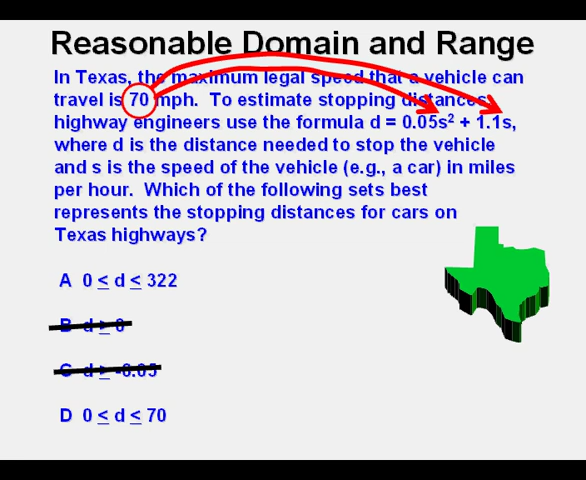 Reasonable Domain and Range
In Texas, the maximum legal speed that a vehicle can
travel is 70 mph. To estimate stopping distances,
highway engineers use the formula d = 0.05s² + 1.1s,
where d is the distance needed to stop the vehicle
and s is the speed of the vehicle (e.g., a car) in miles
per hour. Which of the following sets best
represents the stopping distances for cars on
Texas highways?
A 0 ≤ d ≤ 322
B d ≥ 0
C d ≥ -6.05
D 0 ≤ d ≤ 70